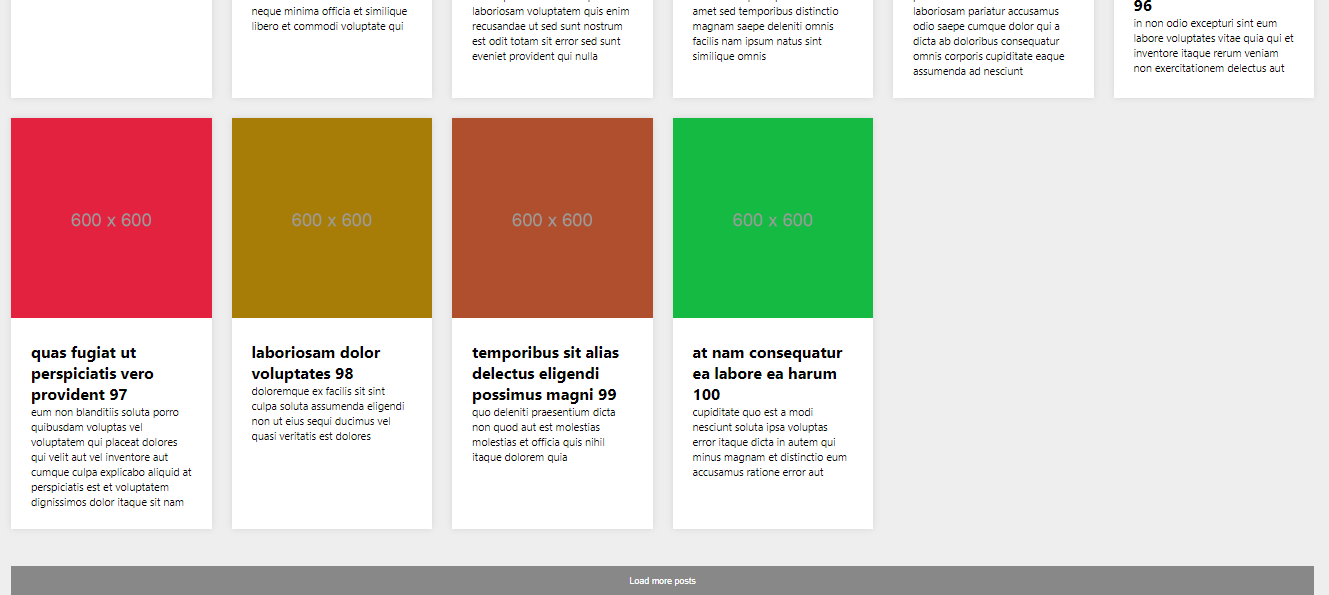 neque minima officia et similique
libero et commodi voluptate qui
laboriosam voluptatem quis enim
recusandae ut sed sunt nostrum
est odit totam sit error sed sunt
eveniet provident qui nulla
amet sed temporibus distinctio
magnam saepe deleniti omnis
facilis nam ipsum natus sint
similique omnis
laboriosam pariatur accusamus
odio saepe cumque dolor qui a
dicta ab doloribus consequatur
omnis corporis cupiditate eaque
assumenda ad nesciunt
96
in non odio excepturi sint eum
labore voluptates vitae quia qui et
inventore itaque rerum veniam
non exercitationem delectus aut
600 x 600
quas fugiat ut
perspiciatis vero
provident 97
eum non blanditiis soluta porro
quibusdam voluptas vel
voluptatem qui placeat dolores
qui velit aut vel inventore aut
cumque culpa explicabo aliquid at
perspiciatis est et voluptatem
dignissimos dolor itaque sit nam
600 x 600
laboriosam dolor
voluptates 98
doloremque ex facilis sit sint
culpa soluta assumenda eligendi
non ut eius sequi ducimus vel
quasi veritatis est dolores
600 x 600
temporibus sit alias
delectus eligendi
possimus magni 99
quo deleniti praesentium dicta
non quod aut est molestias
molestias et officia quis nihil
itaque dolorem quia
600 x 600
at nam consequatur
ea labore ea harum
100
cupiditate quo est a modi
nesciunt soluta ipsa voluptas
error itaque dicta in autem qui
minus magnam et distinctio eum
accusamus ratione error aut
Load more posts